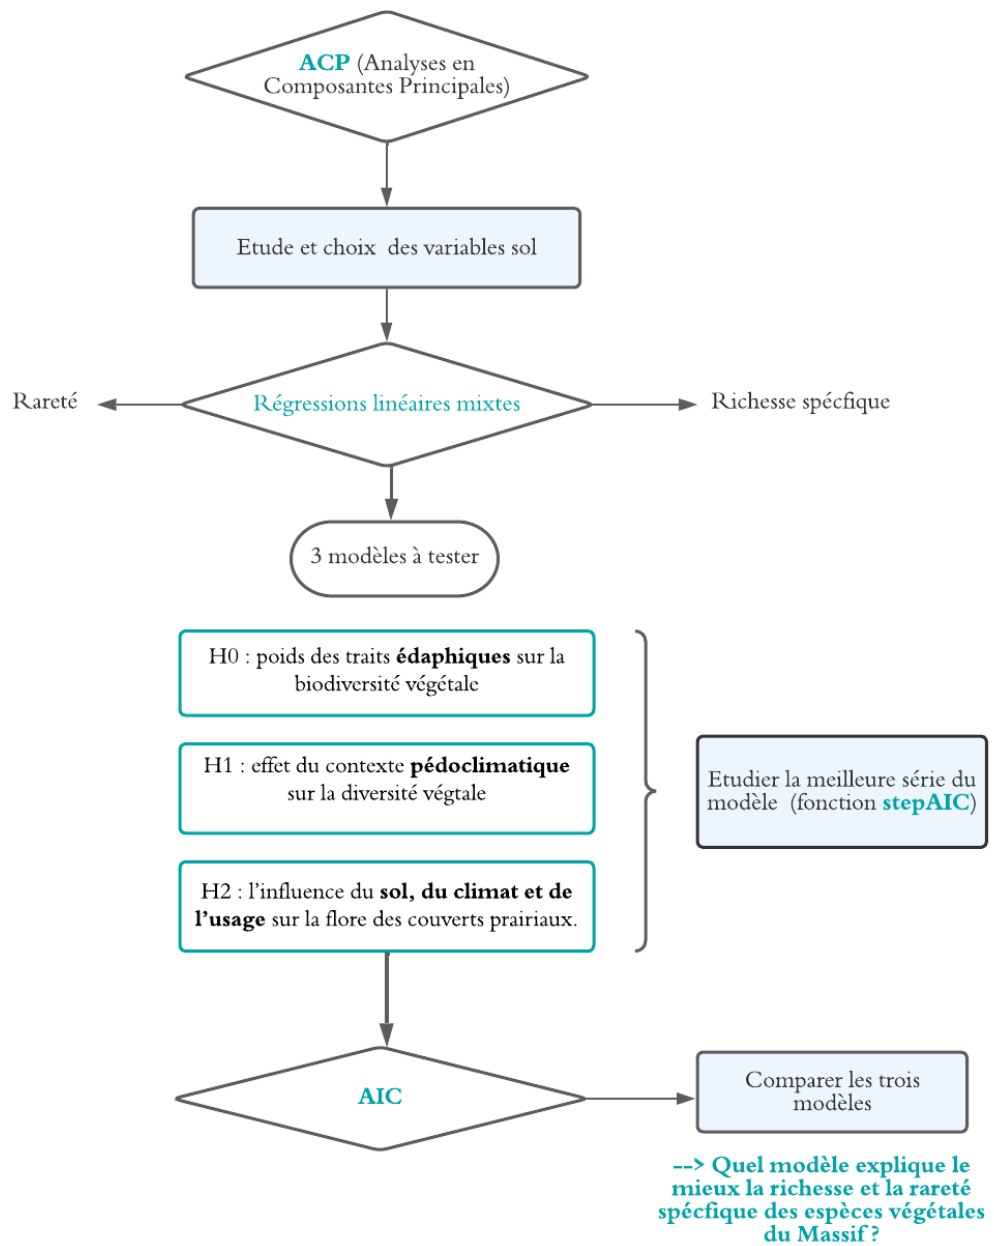 ACP (Analyses en
Composantes Principales)
Etude et choix des variables sol
Rareté
Régressions linéaires mixtes
Richesse spécfique
3 modèles à tester
H0 : poids des traits édaphiques sur la
biodiversité végétale
H1 : effet du contexte pédoclimatique
sur la diversité végtale
Etudier la meilleure série du
modèle (fonction stepAIC)
H2 : l'influence du sol, du climat et de
l'usage sur la flore des couverts prairiaux.
AIC
Comparer les trois
modèles
--> Quel modèle explique le
mieux la richesse et la rareté
spécfique des espèces végétales
du Massif ?